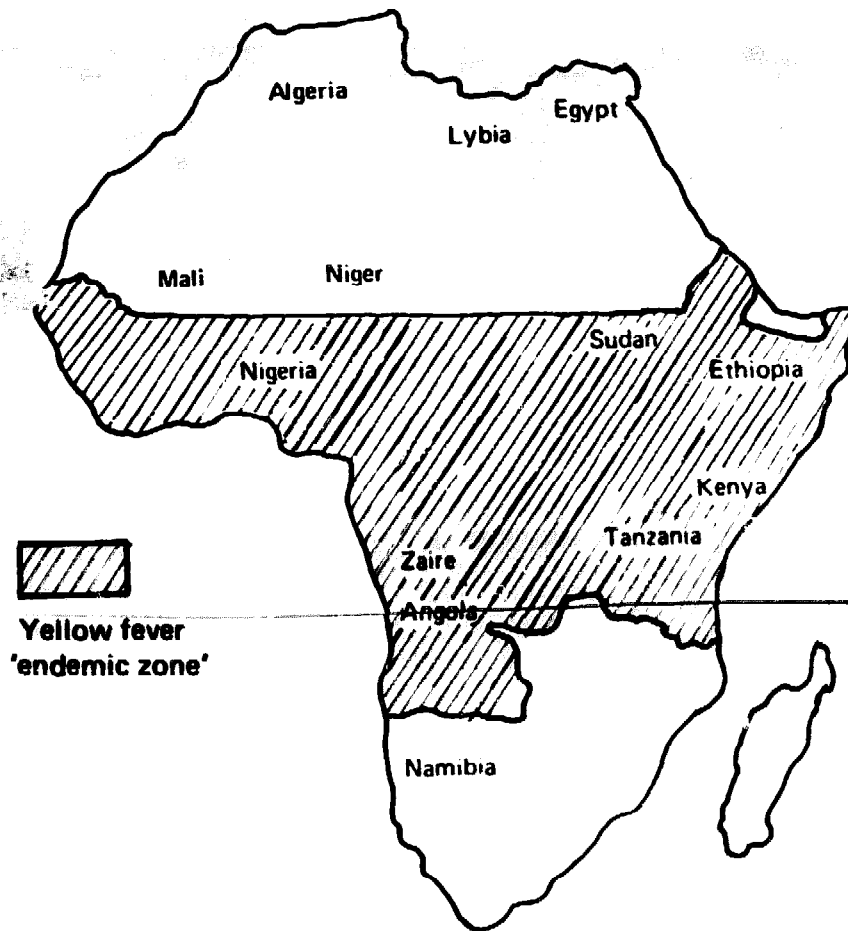 Algeria
Lybia
Egypt
Mali
Niger
Sudan
Nigeria
Ethiopia
Kenya
Tanzania
Zaire
Angola
Yellow fever
'endemic zone'
Namibia